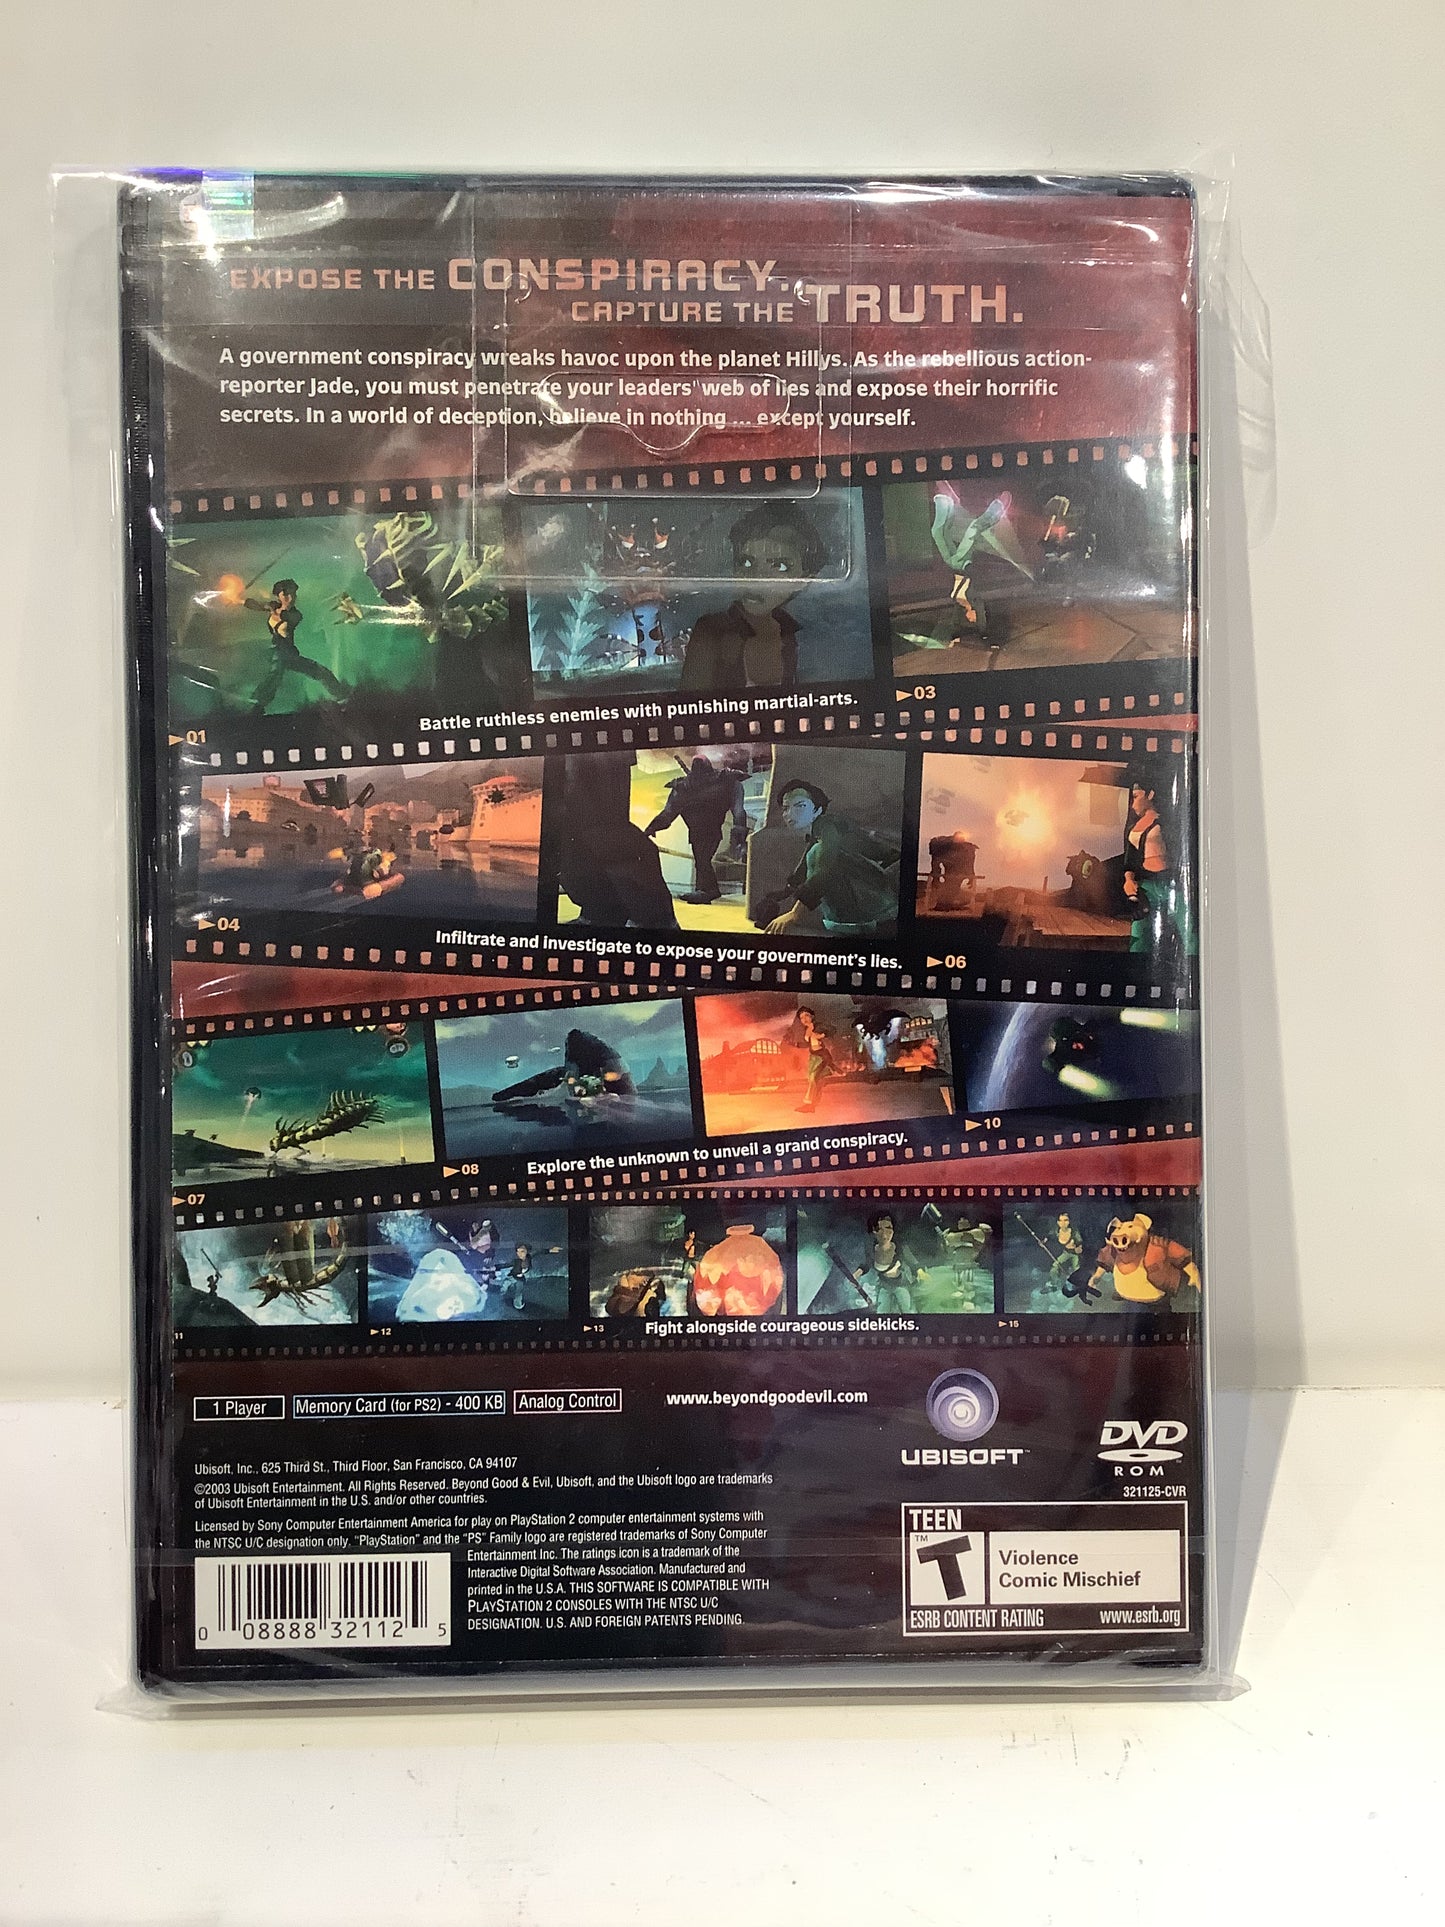 EXPOSE THE CONSPIRACY.
CAPTURE THE TRUTH.
A government conspiracy wreaks havoc upon the planet Hillys. As the rebellious action-
reporter Jade, you must penetrate your leaders' web of lies and expose their horrific
secrets. In a world of deception, believe in nothing ... except yourself.
01
Battle ruthless enemies with punishing martial-arts.
03
04
Infiltrate and investigate to expose your government's lies.
06
07
08
Explore the unknown to unveil a grand conspiracy.
10
11
12
13
Fight alongside courageous sidekicks.
15
1 Player
Memory Card (for PS2) - 400 KB
Analog Control
www.beyondgoodevil.com
UBISOFT™
DVD
ROM
321125-CVR
Ubisoft, Inc., 625 Third St., Third Floor, San Francisco, CA 94107
©2003 Ubisoft Entertainment. All Rights Reserved. Beyond Good & Evil, Ubisoft, and the Ubisoft logo are trademarks
of Ubisoft Entertainment in the U.S. and/or other countries.
Licensed by Sony Computer Entertainment America for play on PlayStation 2 computer entertainment systems with
the NTSC U/C designation only. "PlayStation" and the "PS" Family logo are registered trademarks of Sony Computer
Entertainment Inc. The ratings icon is a trademark of the
Interactive Digital Software Association. Manufactured and
printed in the U.S.A. THIS SOFTWARE IS COMPATIBLE WITH
PLAYSTATION 2 CONSOLES WITH THE NTSC U/C
DESIGNATION. U.S. AND FOREIGN PATENTS PENDING.
0 08888 32112 5
TEEN
T™
Violence
Comic Mischief
ESRB CONTENT RATING
www.esrb.org